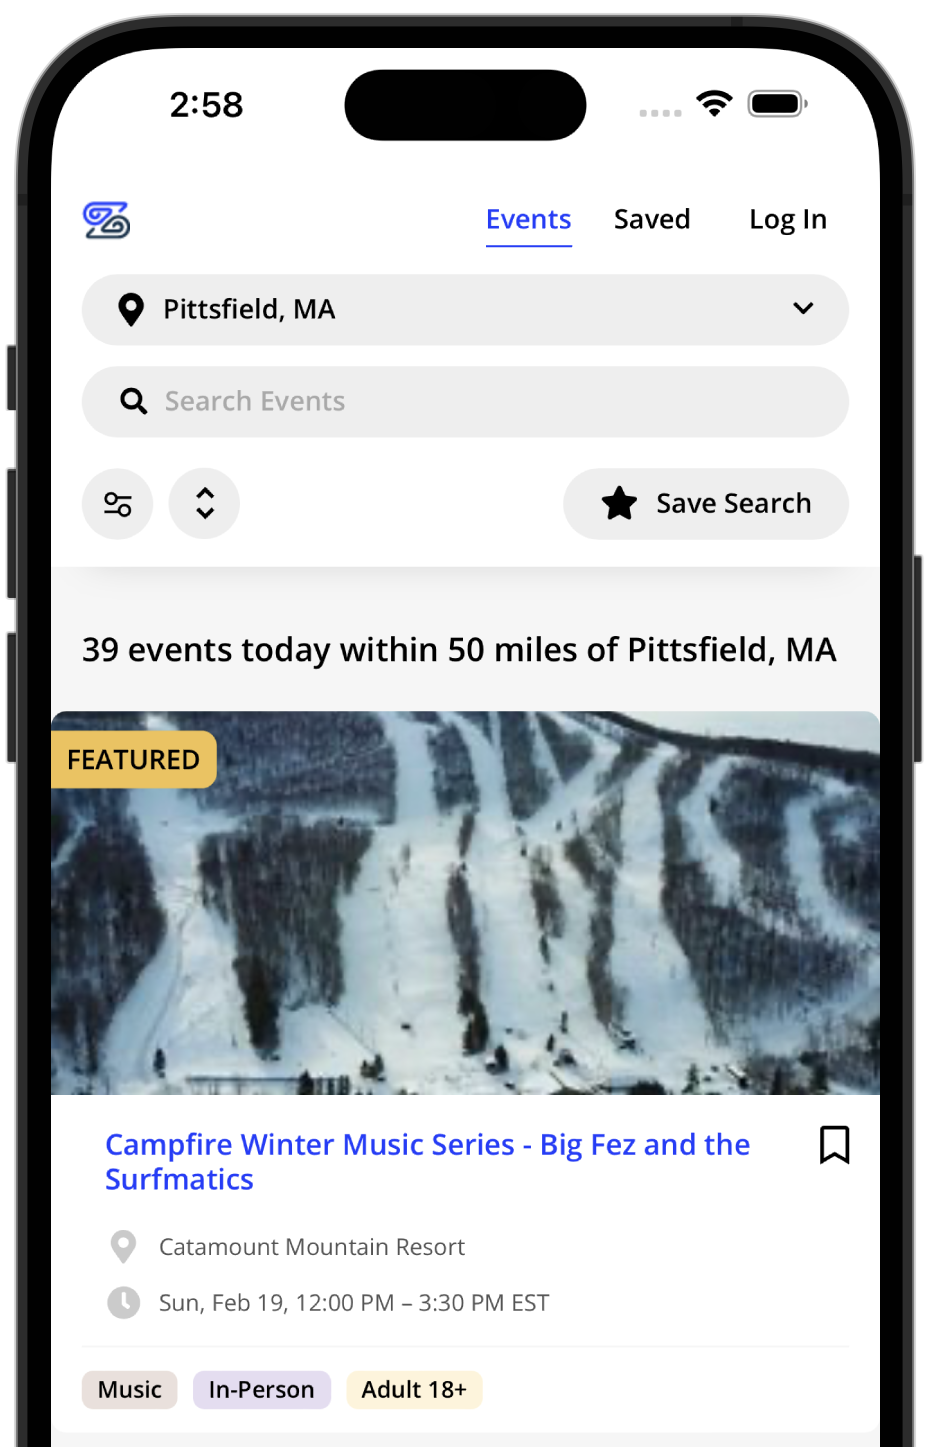 2:58
Events Saved Log In
Pittsfield, MA
Search Events
Save Search
39 events today within 50 miles of Pittsfield, MA
FEATURED
Campfire Winter Music Series - Big Fez and the
Surfmatics
Catamount Mountain Resort
Sun, Feb 19, 12:00 PM – 3:30 PM EST
Music In-Person Adult 18+